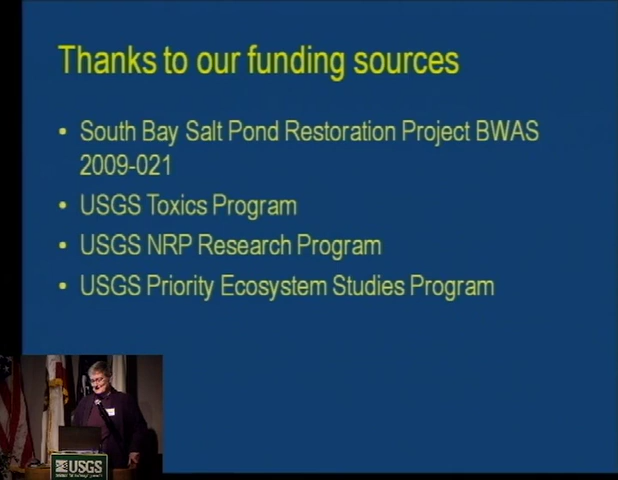 Thanks to our funding sources
• South Bay Salt Pond Restoration Project BWAS
2009-021
• USGS Toxics Program
• USGS NRP Research Program
• USGS Priority Ecosystem Studies Program
USGS